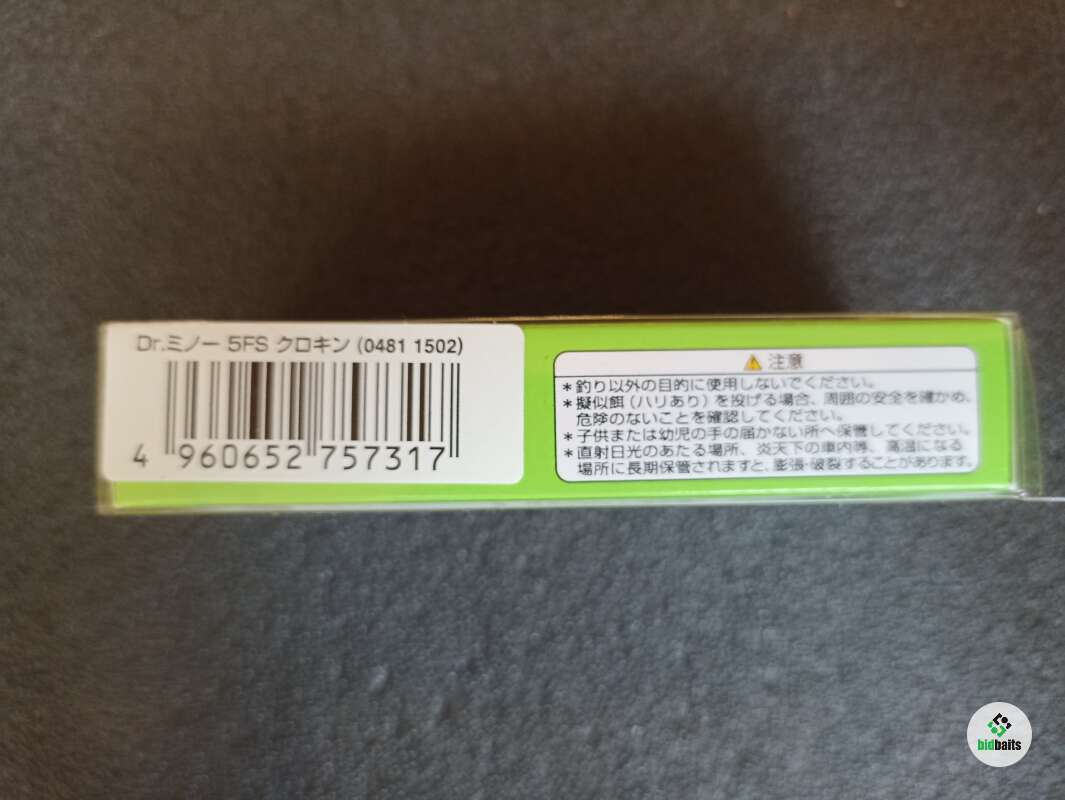 Dr.ミノー 5FS クロキン (0481 1502)
4 960652 757317
⚠ 注意
*釣り以外の目的に使用しないでください。
*擬似餌(ハリあり)を投げる場合、周囲の安全を確かめ、
危険のないことを確認してください。
*子供または幼児の手の届かない所へ保管してください。
*直射日光のあたる場所、炎天下の車内等、高温になる
場所に長期保管されますと、膨張・破裂することがあります。
bidbaits